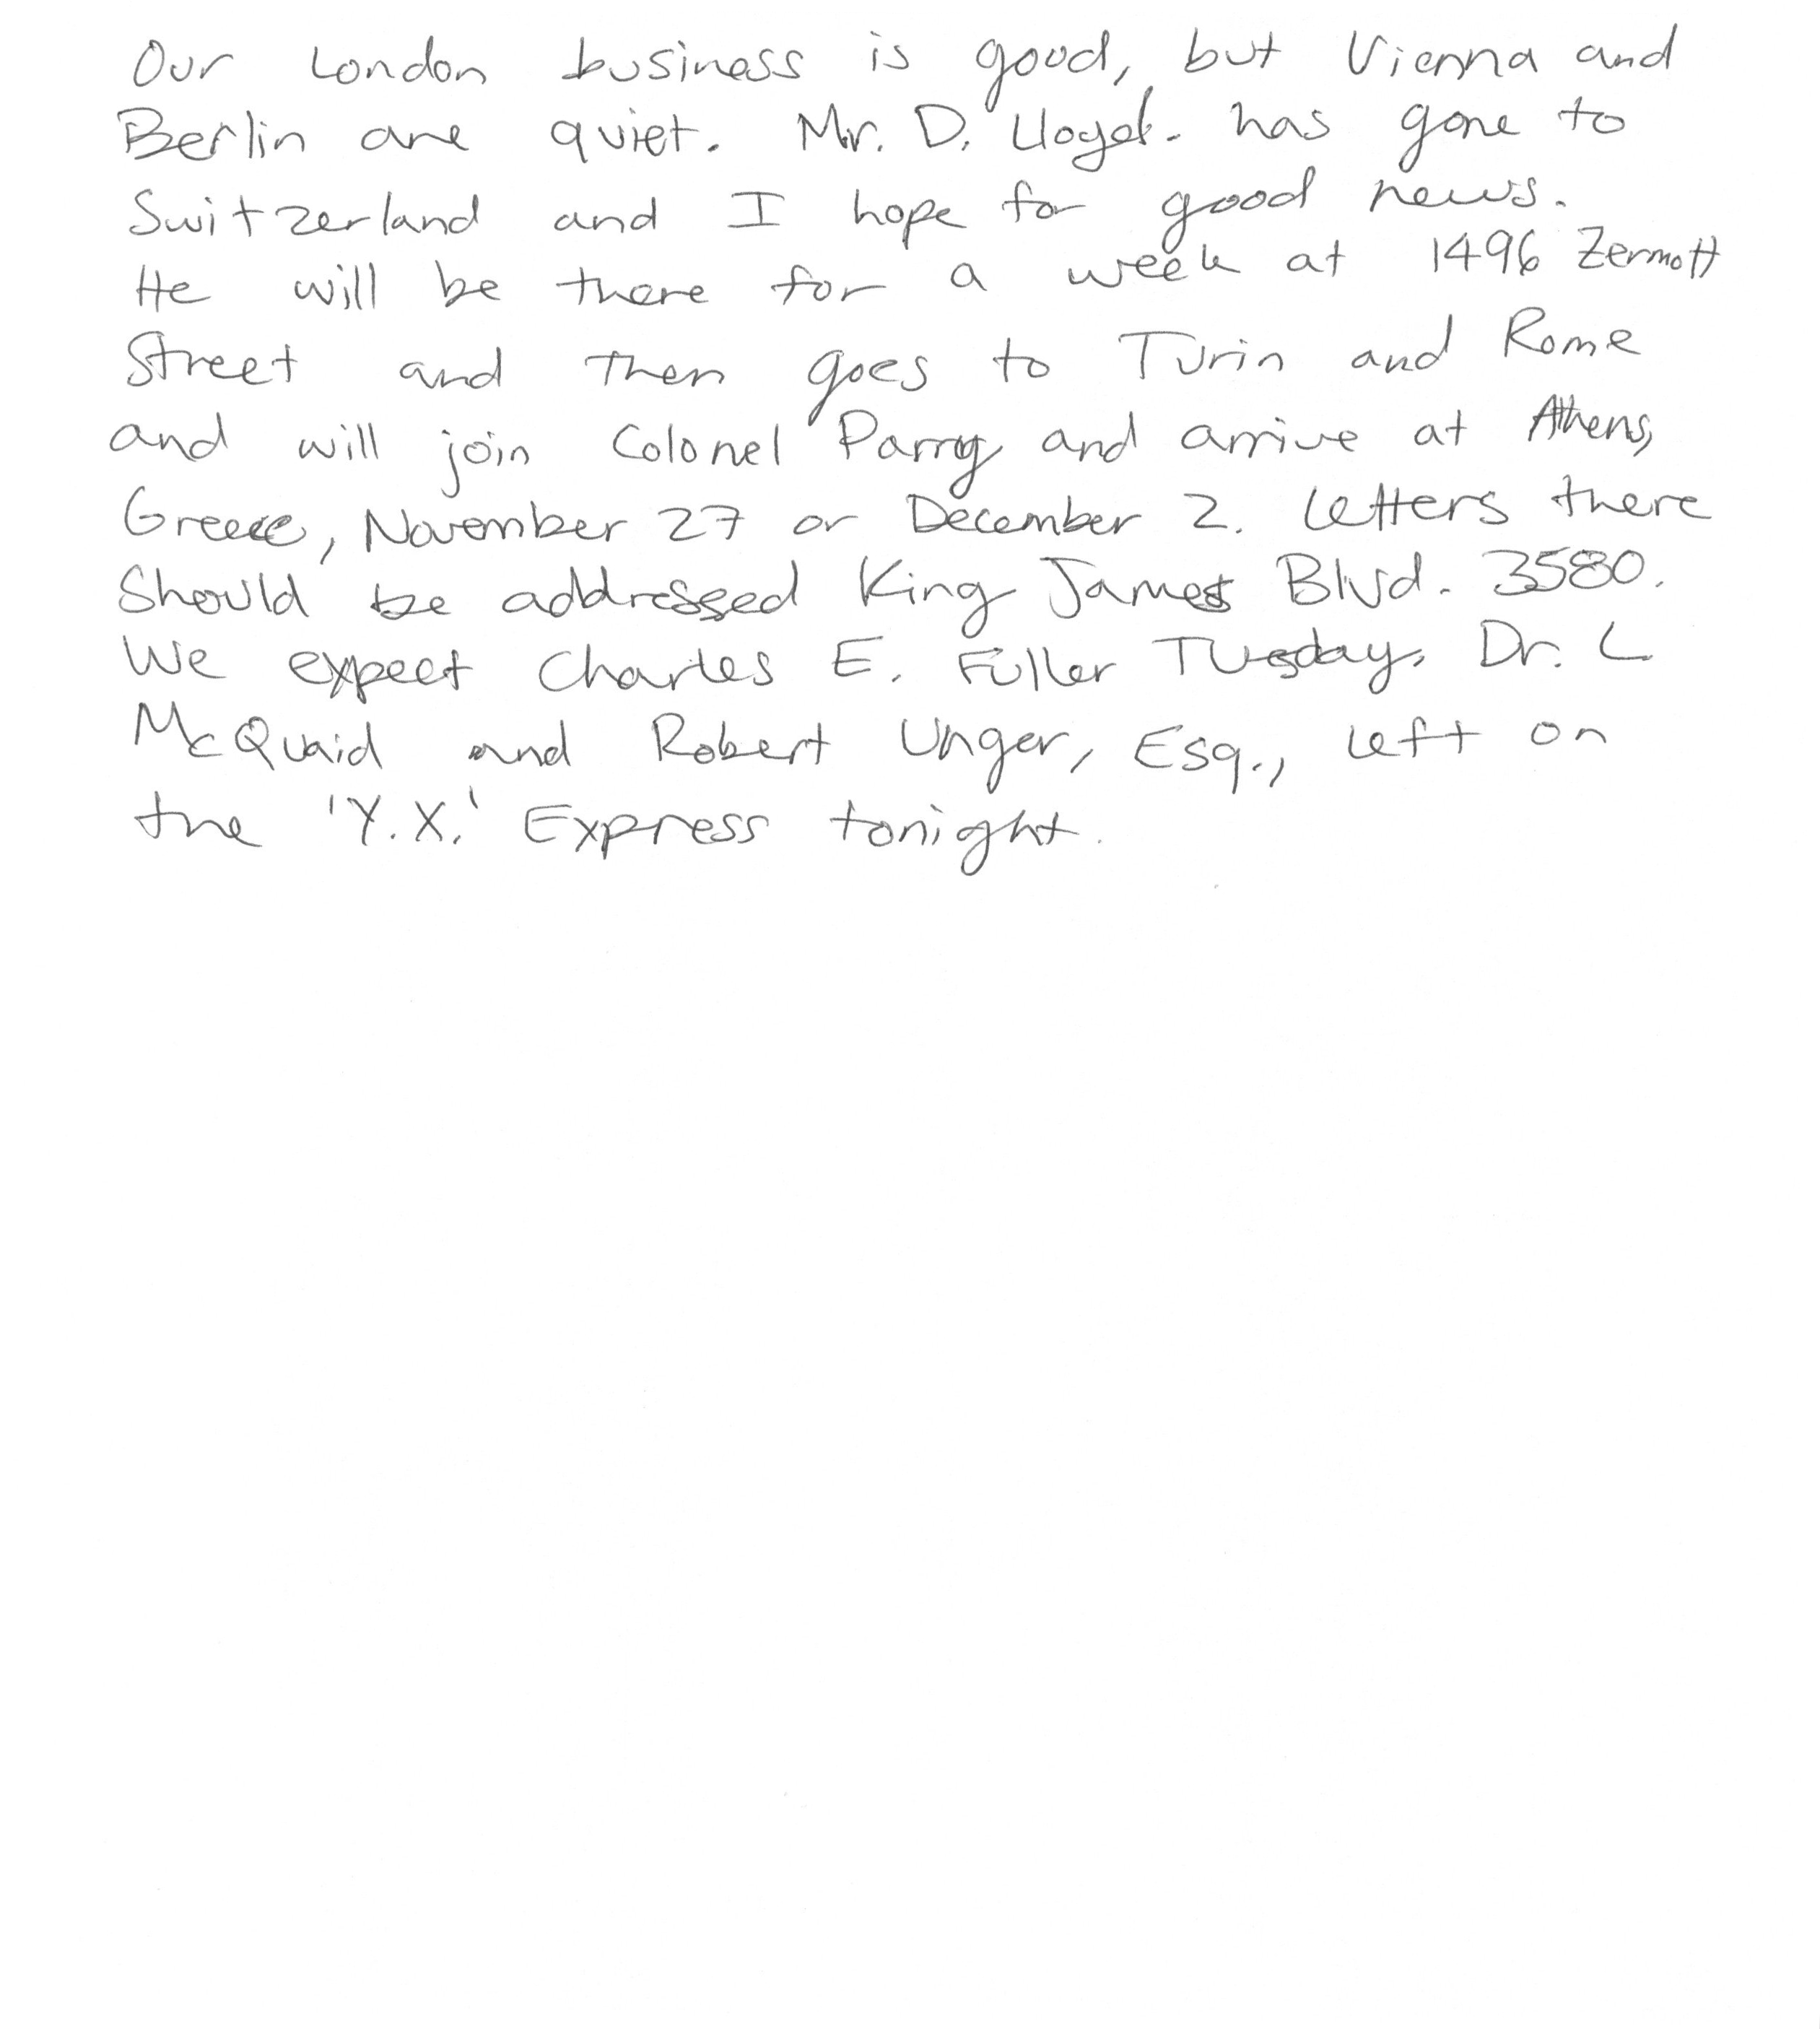 Our London business is good, but Vienna and
Berlin are quiet. Mr. D. Lloyd. has gone to
Switzerland and I hope for good news.
He will be there for a week at 1496 Zermott
Street and then goes to Turin and Rome
and will join Colonel Parry and arrive at Athens,
Greece, November 27 or December 2. Letters there
Should be addressed King James Blvd. 3580.
We expect Charles E. Fuller Tuesday. Dr. L
McQuaid and Robert Unger, Esq., left on
the 'Y.X.' Express tonight.